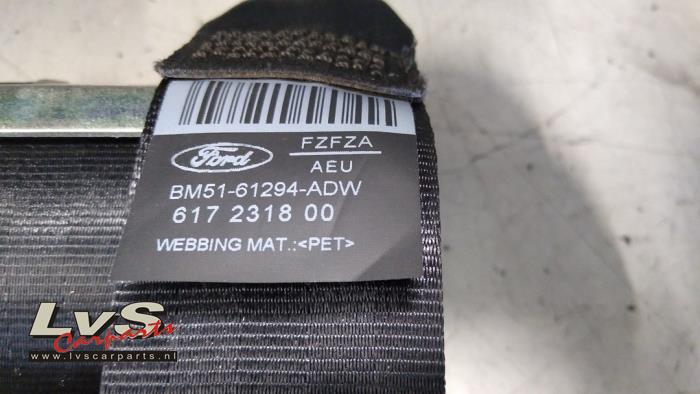 Ford
FZFZA
AEU
BM51-61294-ADW
617 2318 00
WEBBING MAT.:<PET>
LvS
Carparts
www.lvscarparts.nl